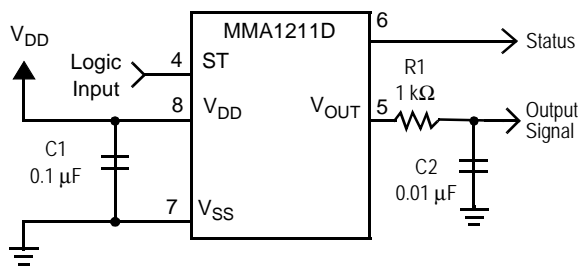 MMA1211D
V_DD
Logic
Input
4
ST
6
Status
R1
1 kΩ
8
V_DD
V_OUT
5
Output
Signal
C1
0.1 μF
C2
0.01 μF
7
V_SS